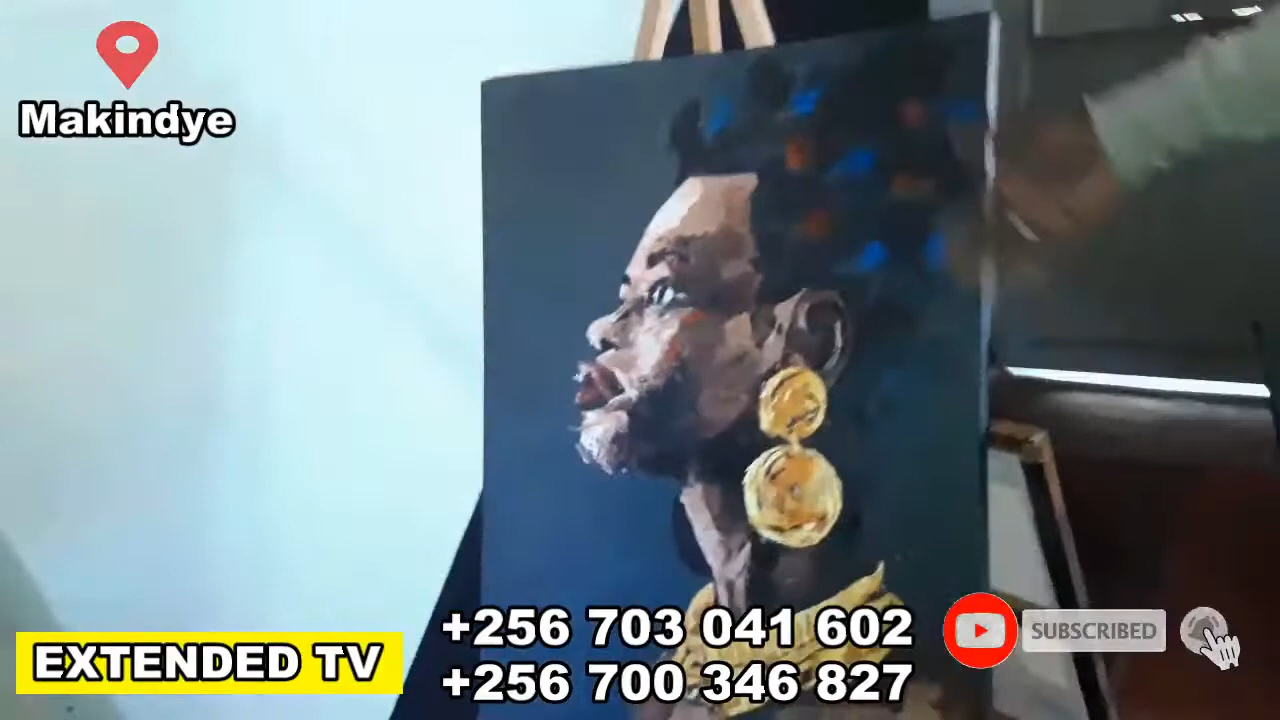 Makindye
EXTENDED TV
+256 703 041 602
+256 700 346 827
SUBSCRIBED